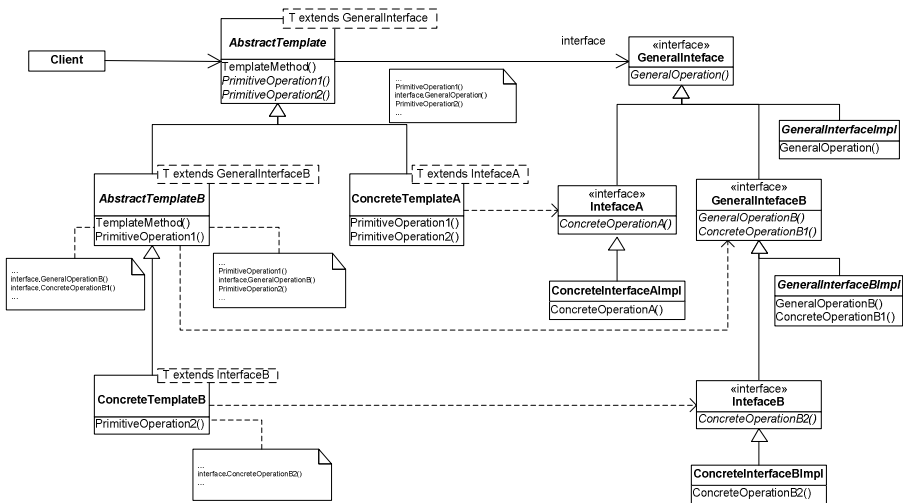 T extends GeneralInterface
AbstractTemplate
TemplateMethod()
PrimitiveOperation1()
PrimitiveOperation2()
Client
interface
«interface»
GeneralInteface
GeneralOperation()
...
PrimitiveOperation1()
interface.GeneralOperation()
PrimitiveOperation2()
...
GeneralInterfaceImpl
GeneralOperation()
T extends GeneralInterfaceB
AbstractTemplateB
TemplateMethod()
PrimitiveOperation1()
T extends IntefaceA
ConcreteTemplateA
PrimitiveOperation1()
PrimitiveOperation2()
«interface»
IntefaceA
ConcreteOperationA()
«interface»
GeneralIntefaceB
GeneralOperationB()
ConcreteOperationB1()
...
interface.GeneralOperationB()
interface.ConcreteOperationB1()
...
...
PrimitiveOperation1()
interface.GeneralOperationB()
PrimitiveOperation2()
...
ConcreteInterfaceAImpl
ConcreteOperationA()
GeneralInterfaceBImpl
GeneralOperationB()
ConcreteOperationB1()
T extends InterfaceB
ConcreteTemplateB
PrimitiveOperation2()
«interface»
IntefaceB
ConcreteOperationB2()
...
interface.ConcreteOperationB2()
...
ConcreteInterfaceBImpl
ConcreteOperationB2()